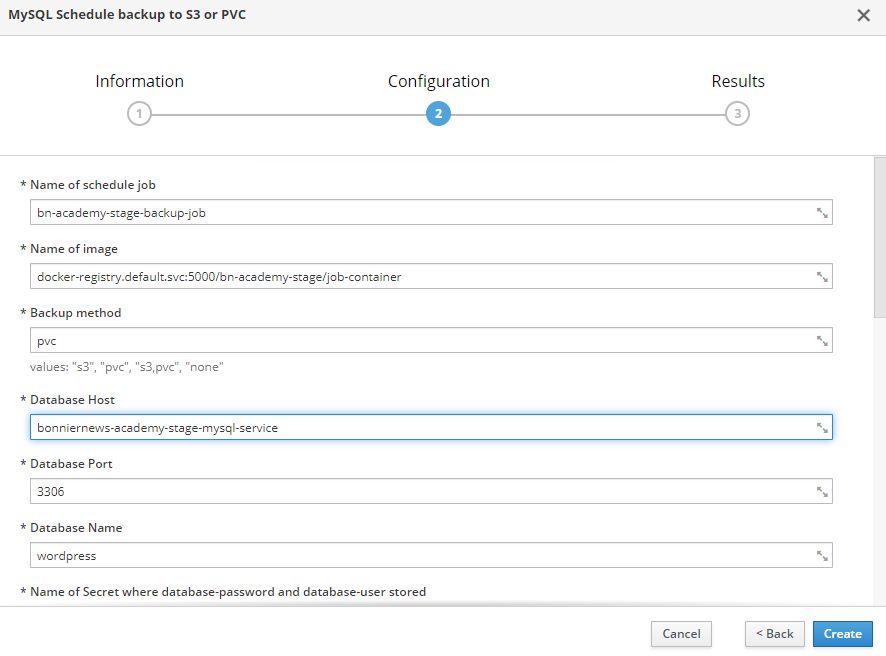 MySQL Schedule backup to S3 or PVC
Information Configuration Results
1 2 3
* Name of schedule job
bn-academy-stage-backup-job
* Name of image
docker-registry.default.svc:5000/bn-academy-stage/job-container
* Backup method
pvc
values: "s3", "pvc", "s3,pvc", "none"
* Database Host
bonniernews-academy-stage-mysql-service
* Database Port
3306
* Database Name
wordpress
* Name of Secret where database-password and database-user stored
Cancel < Back Create